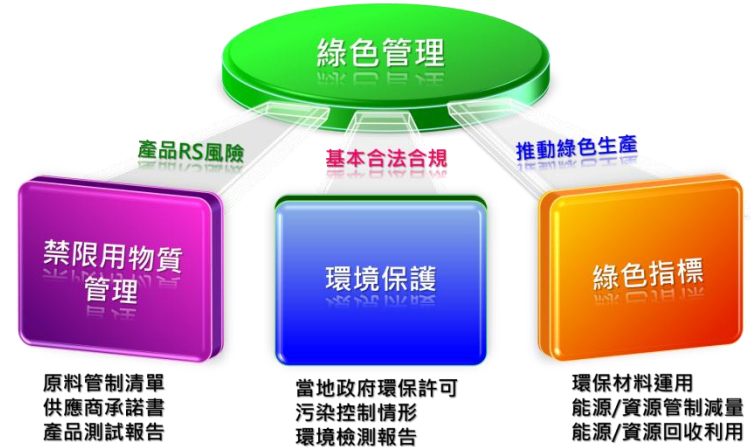 綠色管理
產品RS風險
基本合法合規
推動綠色生產
禁限用物質
管理
環境保護
綠色指標
原料管制清單
供應商承諾書
產品測試報告
當地政府環保許可
污染控制情形
環境檢測報告
環保材料運用
能源/資源管制減量
能源/資源回收利用